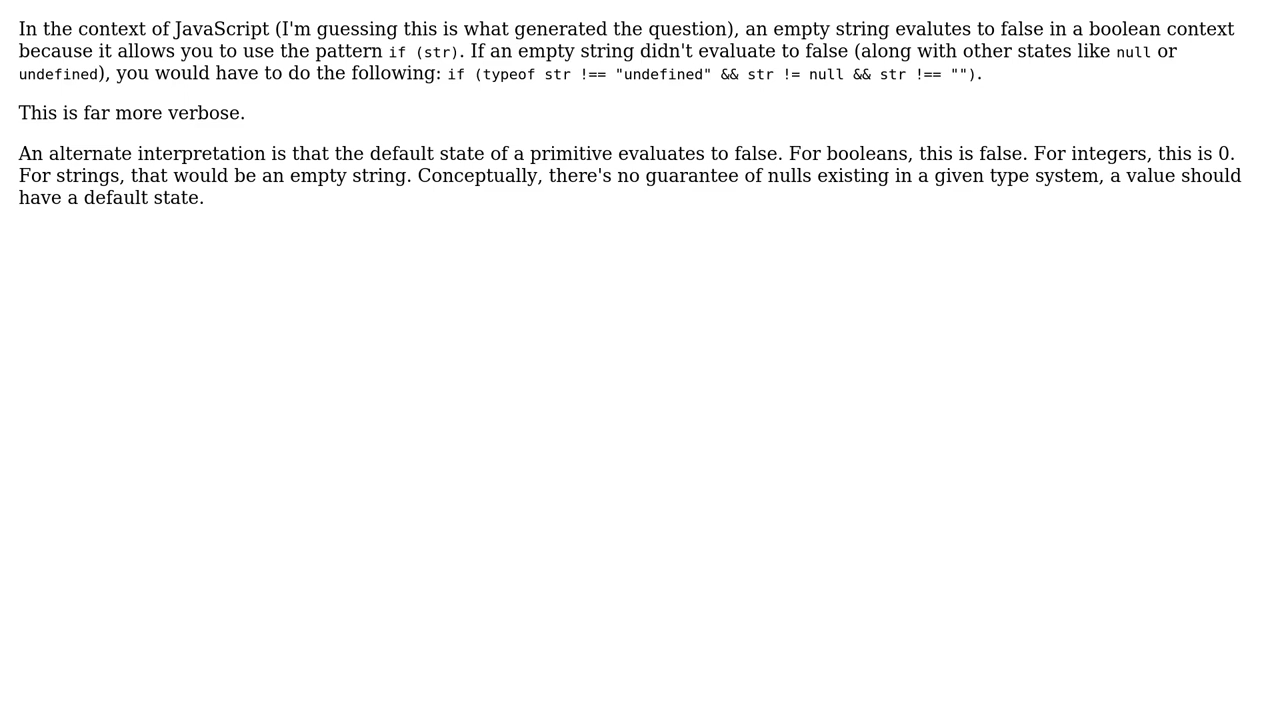 In the context of JavaScript (I'm guessing this is what generated the question), an empty string evalutes to false in a boolean context
because it allows you to use the pattern if (str). If an empty string didn't evaluate to false (along with other states like null or
undefined), you would have to do the following: if (typeof str !== "undefined" && str != null && str !== "").
This is far more verbose.
An alternate interpretation is that the default state of a primitive evaluates to false. For booleans, this is false. For integers, this is 0.
For strings, that would be an empty string. Conceptually, there's no guarantee of nulls existing in a given type system, a value should
have a default state.